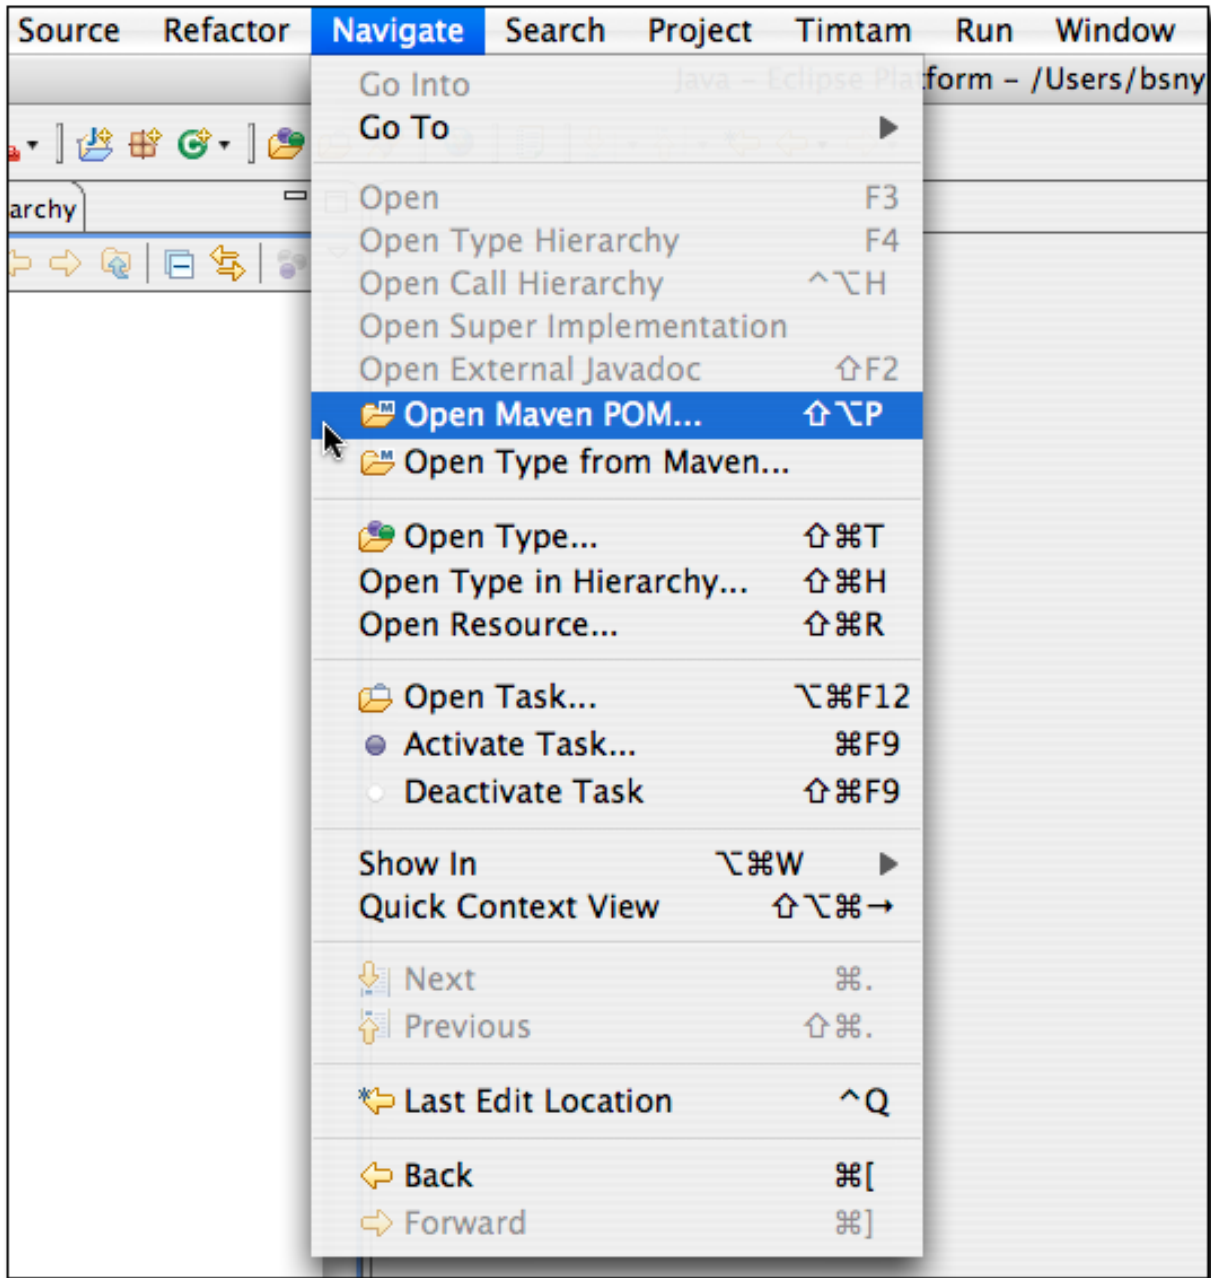 Source Refactor Navigate Search Project Timtam Run Window
Java – Eclipse Platform – /Users/bsny
Go Into
Go To
archy
Open F3
Open Type Hierarchy F4
Open Call Hierarchy ^⌥H
Open Super Implementation
Open External Javadoc ⇧F2
Open Maven POM... ⇧⌥P
Open Type from Maven...
Open Type... ⇧⌘T
Open Type in Hierarchy... ⇧⌘H
Open Resource... ⇧⌘R
Open Task... ⌥⌘F12
Activate Task... ⌘F9
Deactivate Task ⇧⌘F9
Show In ⌥⌘W
Quick Context View ⇧⌥⌘→
Next ⌘.
Previous ⇧⌘.
Last Edit Location ^Q
Back ⌘[
Forward ⌘]